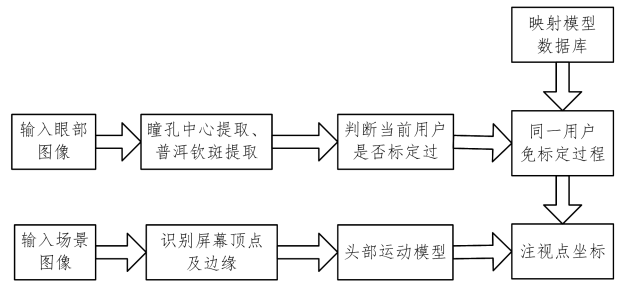 映射模型
数据库
输入眼部
图像
瞳孔中心提取、
普洱钦斑提取
判断当前用户
是否标定过
同一用户
免标定过程
输入场景
图像
识别屏幕顶点
及边缘
头部运动模型
注视点坐标